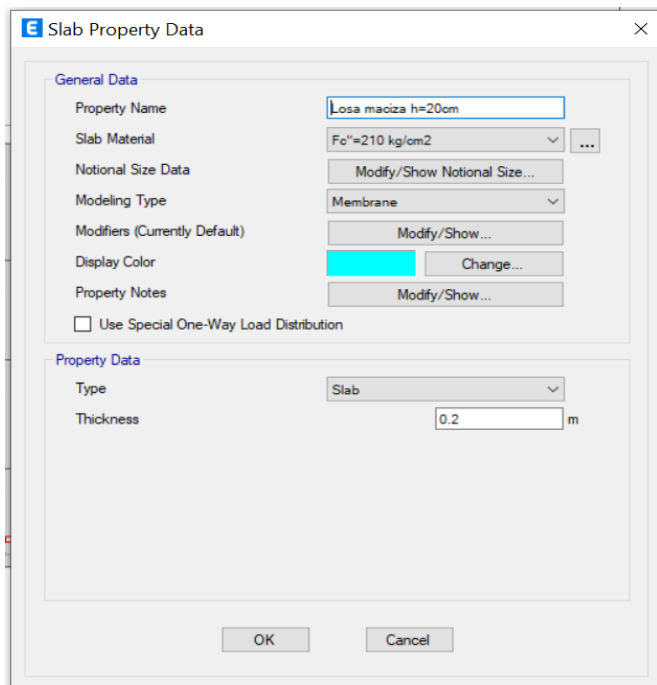 E Slab Property Data
General Data
Property Name Losa maciza h=20cm
Slab Material Fc"=210 kg/cm2 ...
Notional Size Data Modify/Show Notional Size...
Modeling Type Membrane
Modifiers (Currently Default) Modify/Show...
Display Color Change...
Property Notes Modify/Show...
Use Special One-Way Load Distribution
Property Data
Type Slab
Thickness 0.2 m
OK Cancel